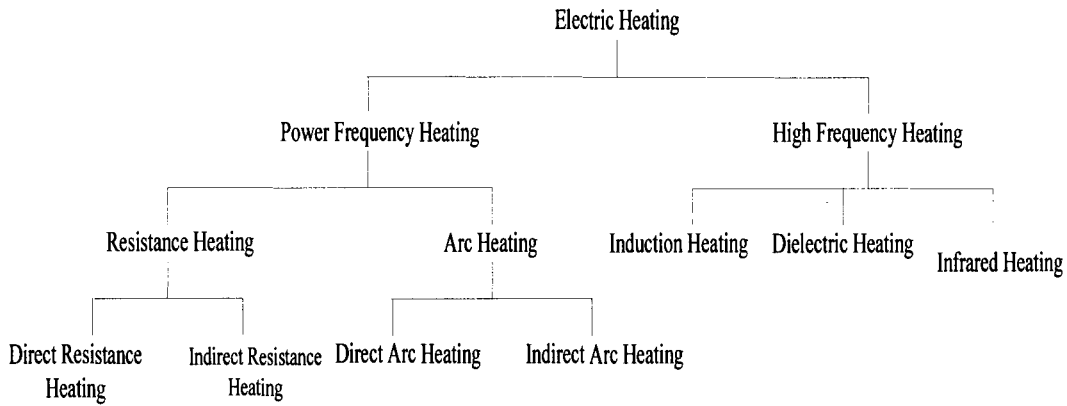 Electric Heating
Power Frequency Heating
High Frequency Heating
Resistance Heating
Arc Heating
Induction Heating
Dielectric Heating
Infrared Heating
Direct Resistance
Heating
Indirect Resistance
Heating
Direct Arc Heating
Indirect Arc Heating